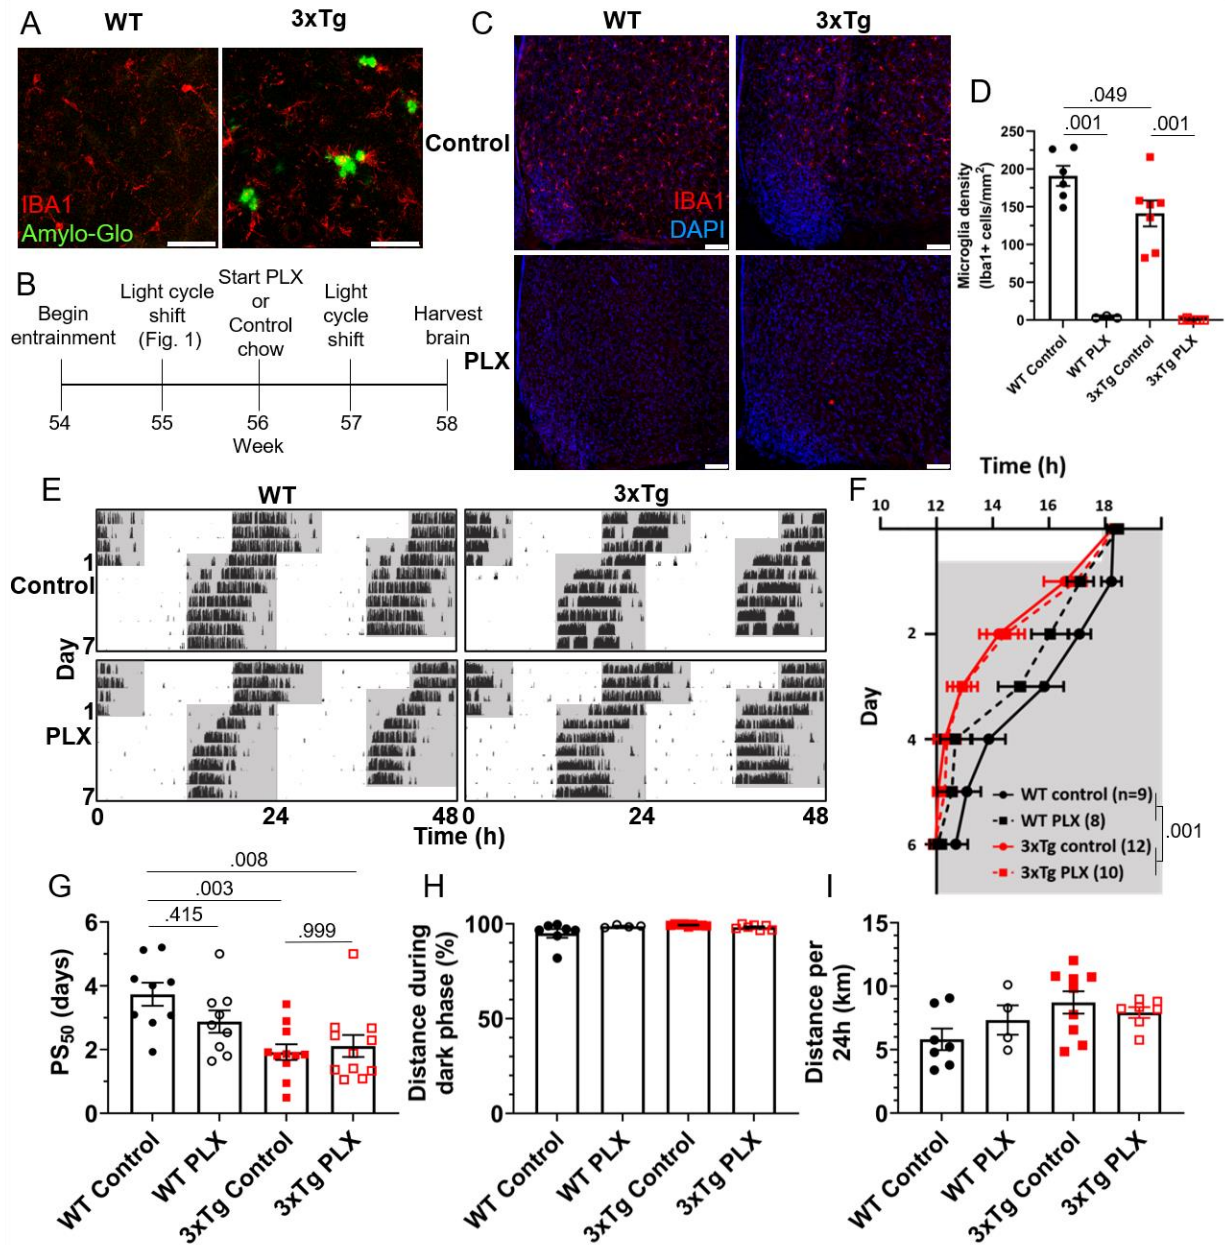 A
WT
3xTg
IBA1
Amylo-Glo
B
Begin
entrainment
Light cycle
shift
(Fig. 1)
Start PLX
or
Control
chow
Light
cycle
shift
Harvest
brain
54
55
56
57
58
Week
C
WT
3xTg
Control
IBA1
DAPI
PLX
D
.049
.001
.001
Microglia density
(Iba1+ cells/mm²)
250
200
150
100
50
0
WT Control
WT PLX
3xTg Control
3xTg PLX
E
WT
3xTg
Control
PLX
Day
1
7
1
7
0
24
48
0
24
48
Time (h)
F
Time (h)
10
12
14
16
18
Day
2
4
6
WT control (n=9)
WT PLX (8)
3xTg control (12)
3xTg PLX (10)
.001
G
.008
.003
.415
.999
PS₅₀ (days)
6
4
2
0
WT Control
WT PLX
3xTg Control
3xTg PLX
H
Distance during
dark phase (%)
100
50
0
WT Control
WT PLX
3xTg Control
3xTg PLX
I
Distance per
24h (km)
15
10
5
0
WT Control
WT PLX
3xTg Control
3xTg PLX